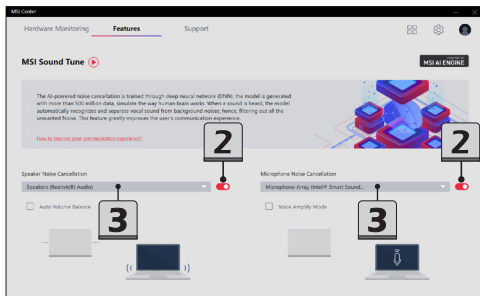 MSI Center
Hardware Monitoring Features Support
MSI Sound Tune
POWERED BY
MSI AI ENGINE
The AI-powered noise cancellation is trained through deep neural network (DNN), the model is generated
with more than 500 million data, simulate the way human brain works. When a sound is heard, the model
automatically recognizes and separate vocal sound from background noises, hence, filtering out all the
unwanted Noise. This feature greatly improves the user's communication experience.
How to improve your communication experience?
2
2
Speaker Noise Cancellation
Microphone Noise Cancellation
Speakers (Realtek(R) Audio)
Microphone Array (Intel® Smart Sound...
3
3
Auto Volume Balance
Voice Amplify Mode